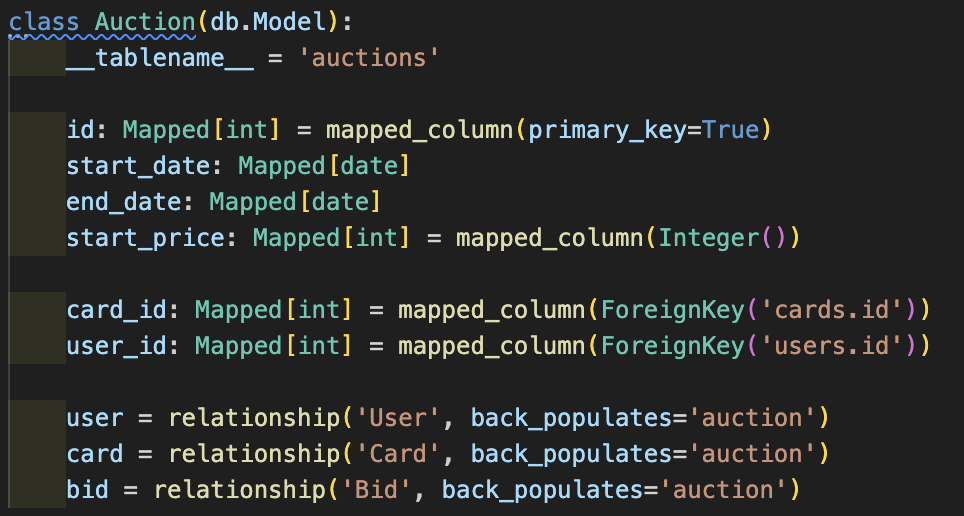 class Auction(db.Model):
__tablename__ = 'auctions'
id: Mapped[int] = mapped_column(primary_key=True)
start_date: Mapped[date]
end_date: Mapped[date]
start_price: Mapped[int] = mapped_column(Integer())
card_id: Mapped[int] = mapped_column(ForeignKey('cards.id'))
user_id: Mapped[int] = mapped_column(ForeignKey('users.id'))
user = relationship('User', back_populates='auction')
card = relationship('Card', back_populates='auction')
bid = relationship('Bid', back_populates='auction')